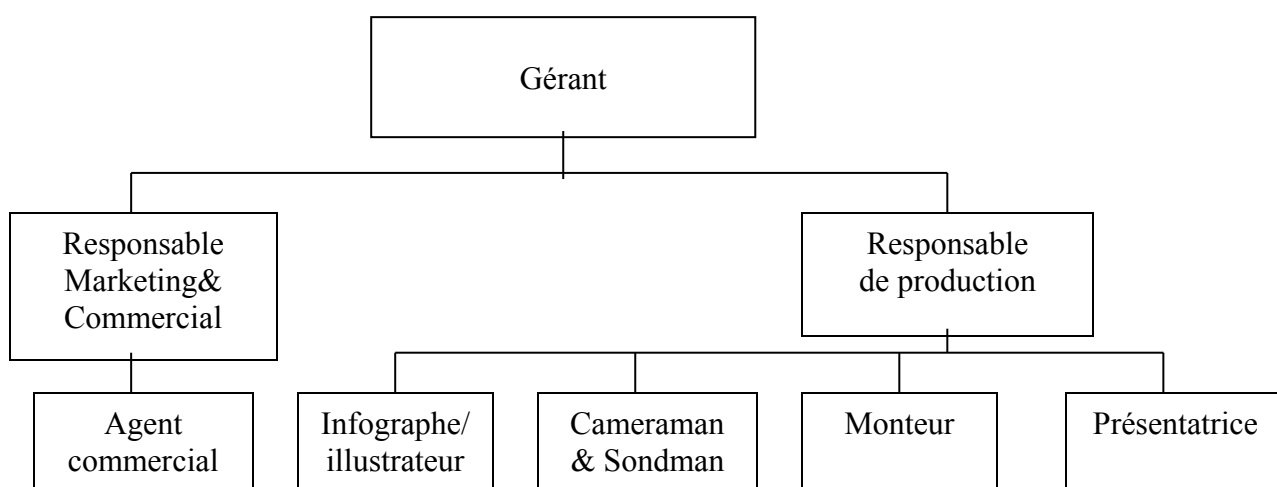 Gérant
Responsable
Marketing&
Commercial
Responsable
de production
Agent
commercial
Infographe/
illustrateur
Cameraman
& Sondman
Monteur
Présentatrice